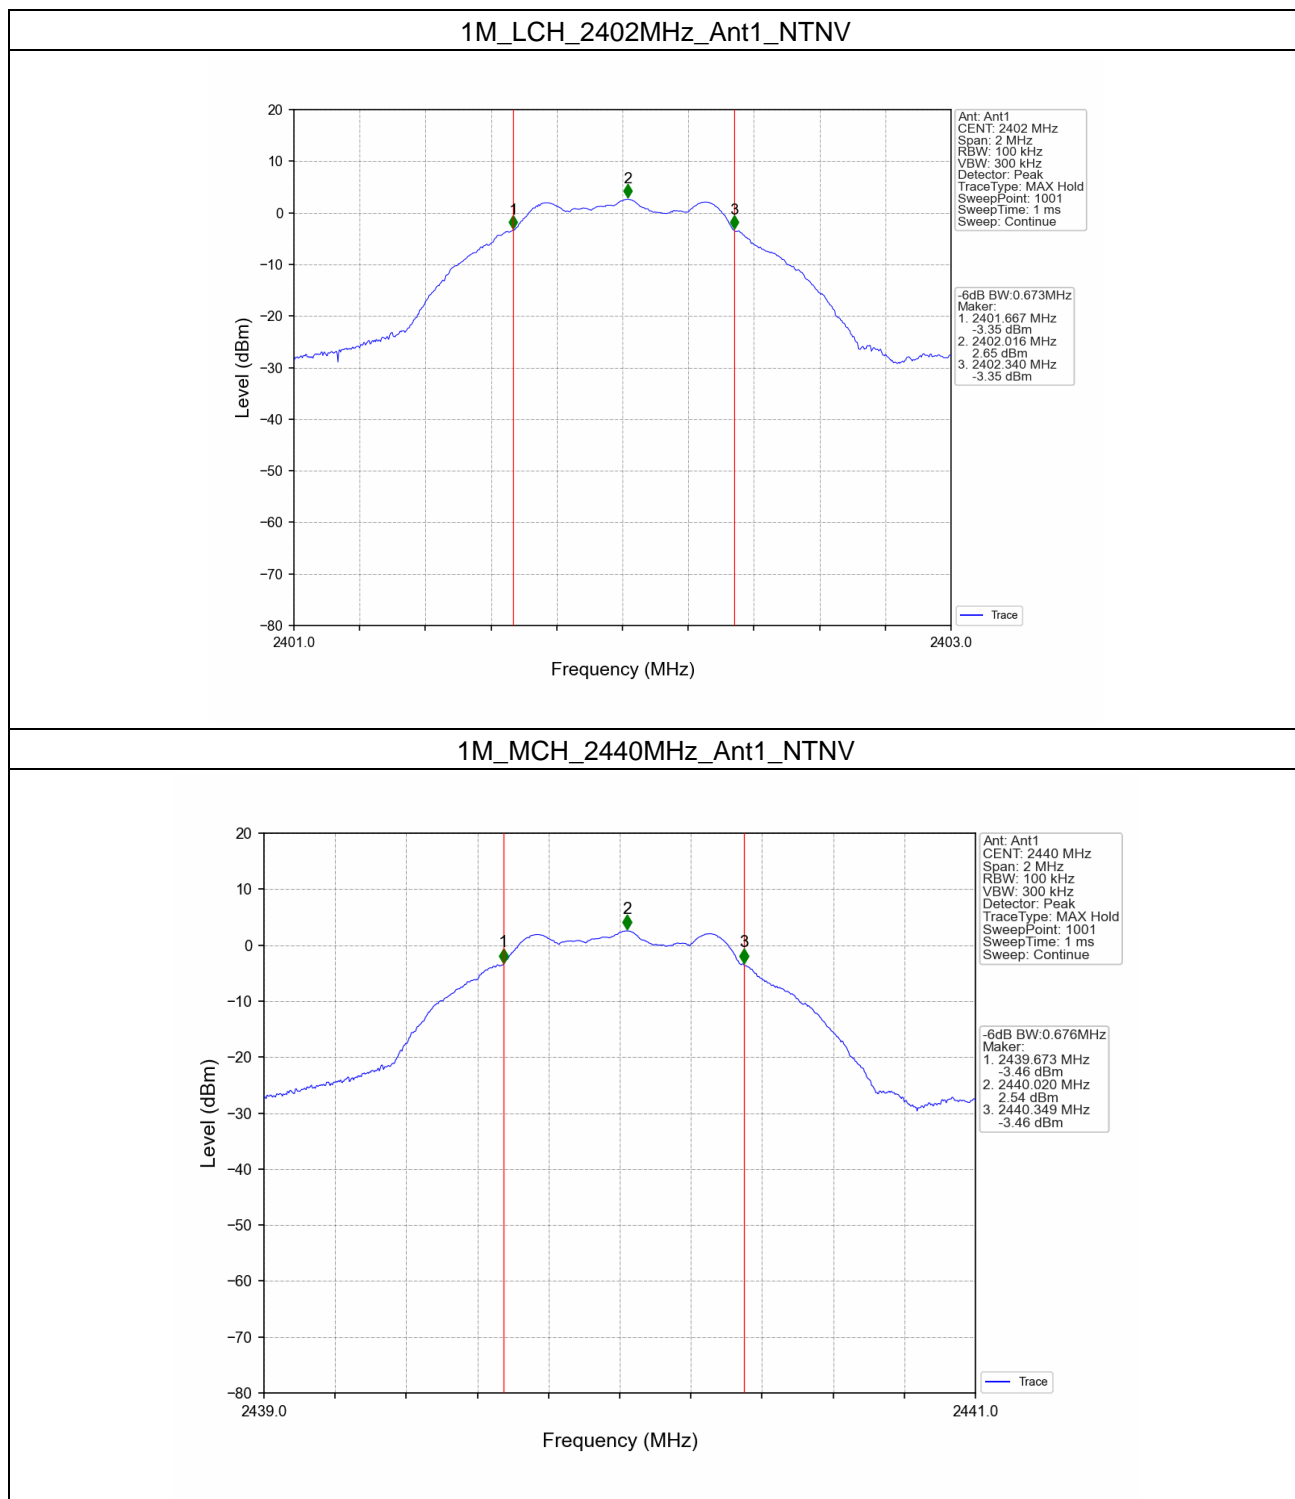 1M_LCH_2402MHz_Ant1_NTNV
20
10
0
−10
−20
−30
−40
−50
−60
−70
−80
Level (dBm)
1
2
3
2401.0
2403.0
Frequency (MHz)
Ant: Ant1
CENT: 2402 MHz
Span: 2 MHz
RBW: 100 kHz
VBW: 300 kHz
Detector: Peak
TraceType: MAX Hold
SweepPoint: 1001
SweepTime: 1 ms
Sweep: Continue
-6dB BW:0.673MHz
Maker:
1. 2401.667 MHz
-3.35 dBm
2. 2402.016 MHz
2.65 dBm
3. 2402.340 MHz
-3.35 dBm
Trace
1M_MCH_2440MHz_Ant1_NTNV
20
10
0
−10
−20
−30
−40
−50
−60
−70
−80
Level (dBm)
1
2
3
2439.0
2441.0
Frequency (MHz)
Ant: Ant1
CENT: 2440 MHz
Span: 2 MHz
RBW: 100 kHz
VBW: 300 kHz
Detector: Peak
TraceType: MAX Hold
SweepPoint: 1001
SweepTime: 1 ms
Sweep: Continue
-6dB BW:0.676MHz
Maker:
1. 2439.673 MHz
-3.46 dBm
2. 2440.020 MHz
2.54 dBm
3. 2440.349 MHz
-3.46 dBm
Trace